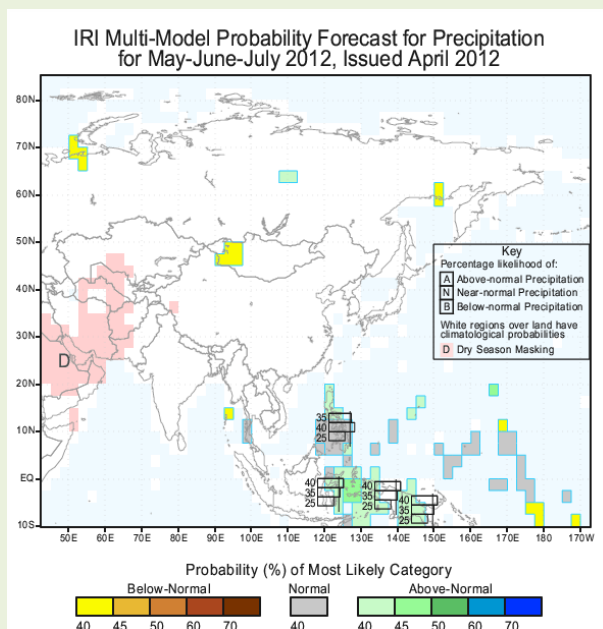 IRI Multi-Model Probability Forecast for Precipitation
for May-June-July 2012, Issued April 2012
80N
70N
60N
50N
40N
30N
20N
10N
EQ
10S
50E 60E 70E 80E 90E 100E 110E 120E 130E 140E 150E 160E 170E 180 170W
D
35
40
25
40
35
25
40
35
25
40
35
25
Key
Percentage likelihood of:
A Above-normal Precipitation
N Near-normal Precipitation
B Below-normal Precipitation
White regions over land have
climatological probabilities
D Dry Season Masking
Probability (%) of Most Likely Category
Below-Normal Normal Above-Normal
40 45 50 60 70 40 40 45 50 60 70